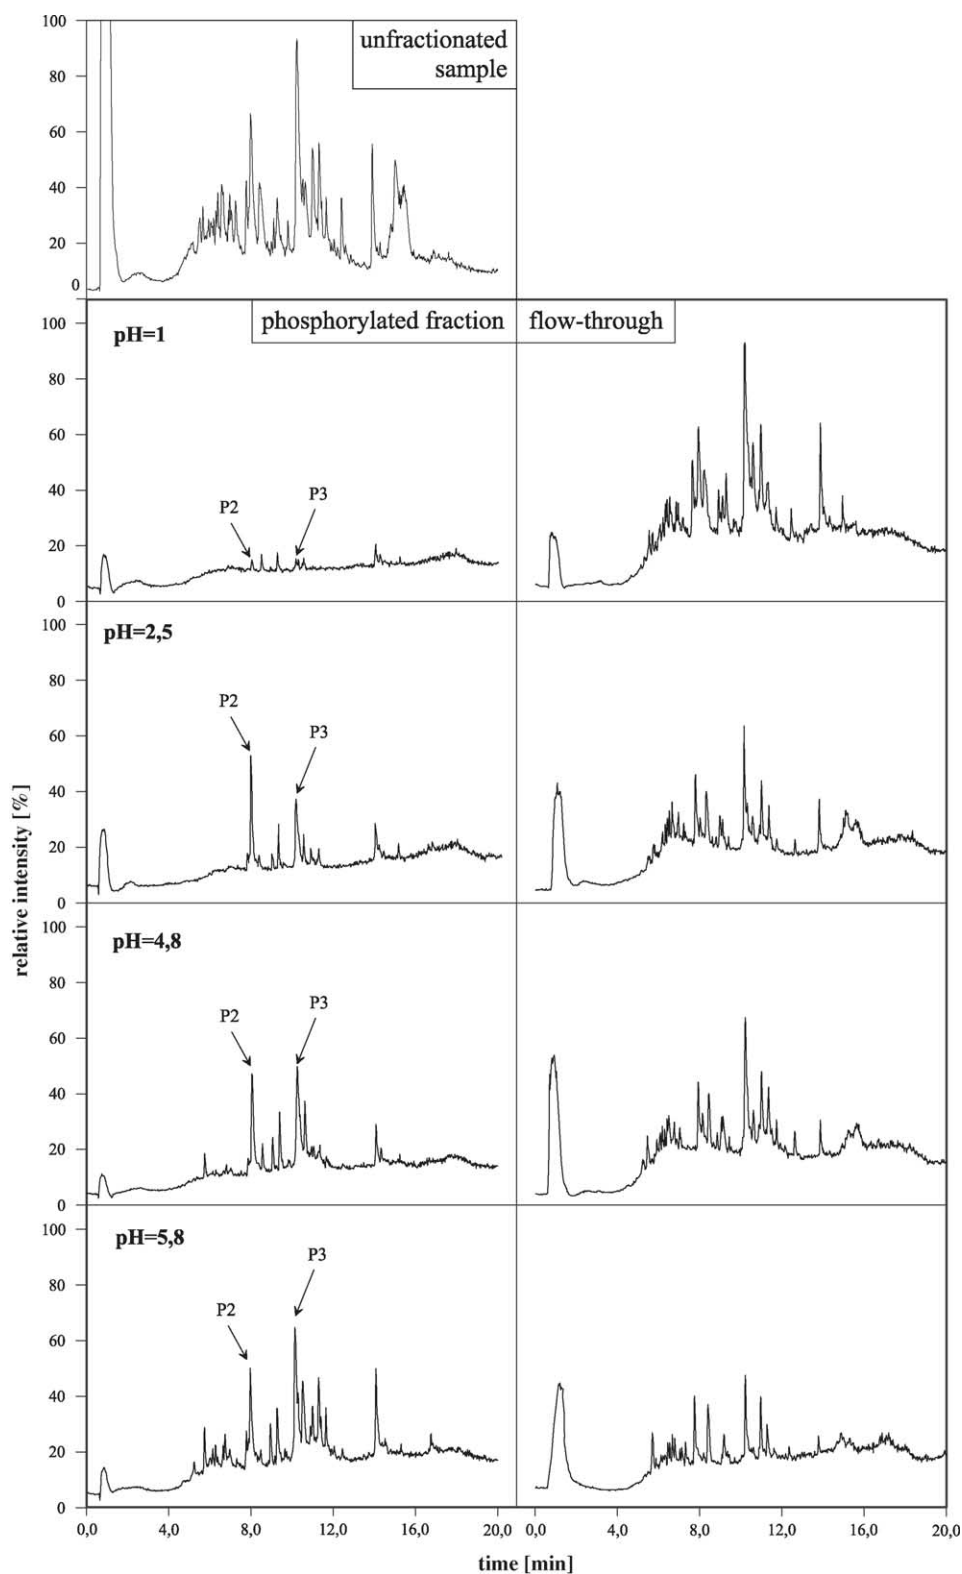 100
unfractionated
sample
80
60
40
20
0
100
phosphorylated fraction
flow-through
pH=1
80
60
40
P3
P2
20
0
pH=2,5
100
80
P2
P3
60
40
20
0
100
pH=4,8
80
P3
P2
60
40
20
0
100
pH=5,8
P3
80
P2
60
40
20
0
0,0 4,0 8,0 12,0 16,0 20,0 0,0 4,0 8,0 12,0 16,0 20,0
relative intensity [%]
time [min]